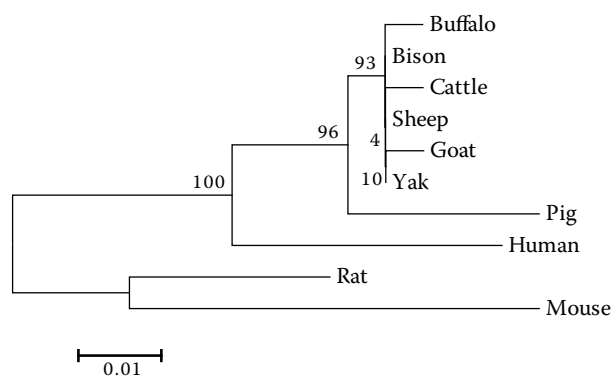 Buffalo
93
Bison
Cattle
Sheep
96
4
Goat
100
10
Yak
Pig
Human
Rat
Mouse
0.01